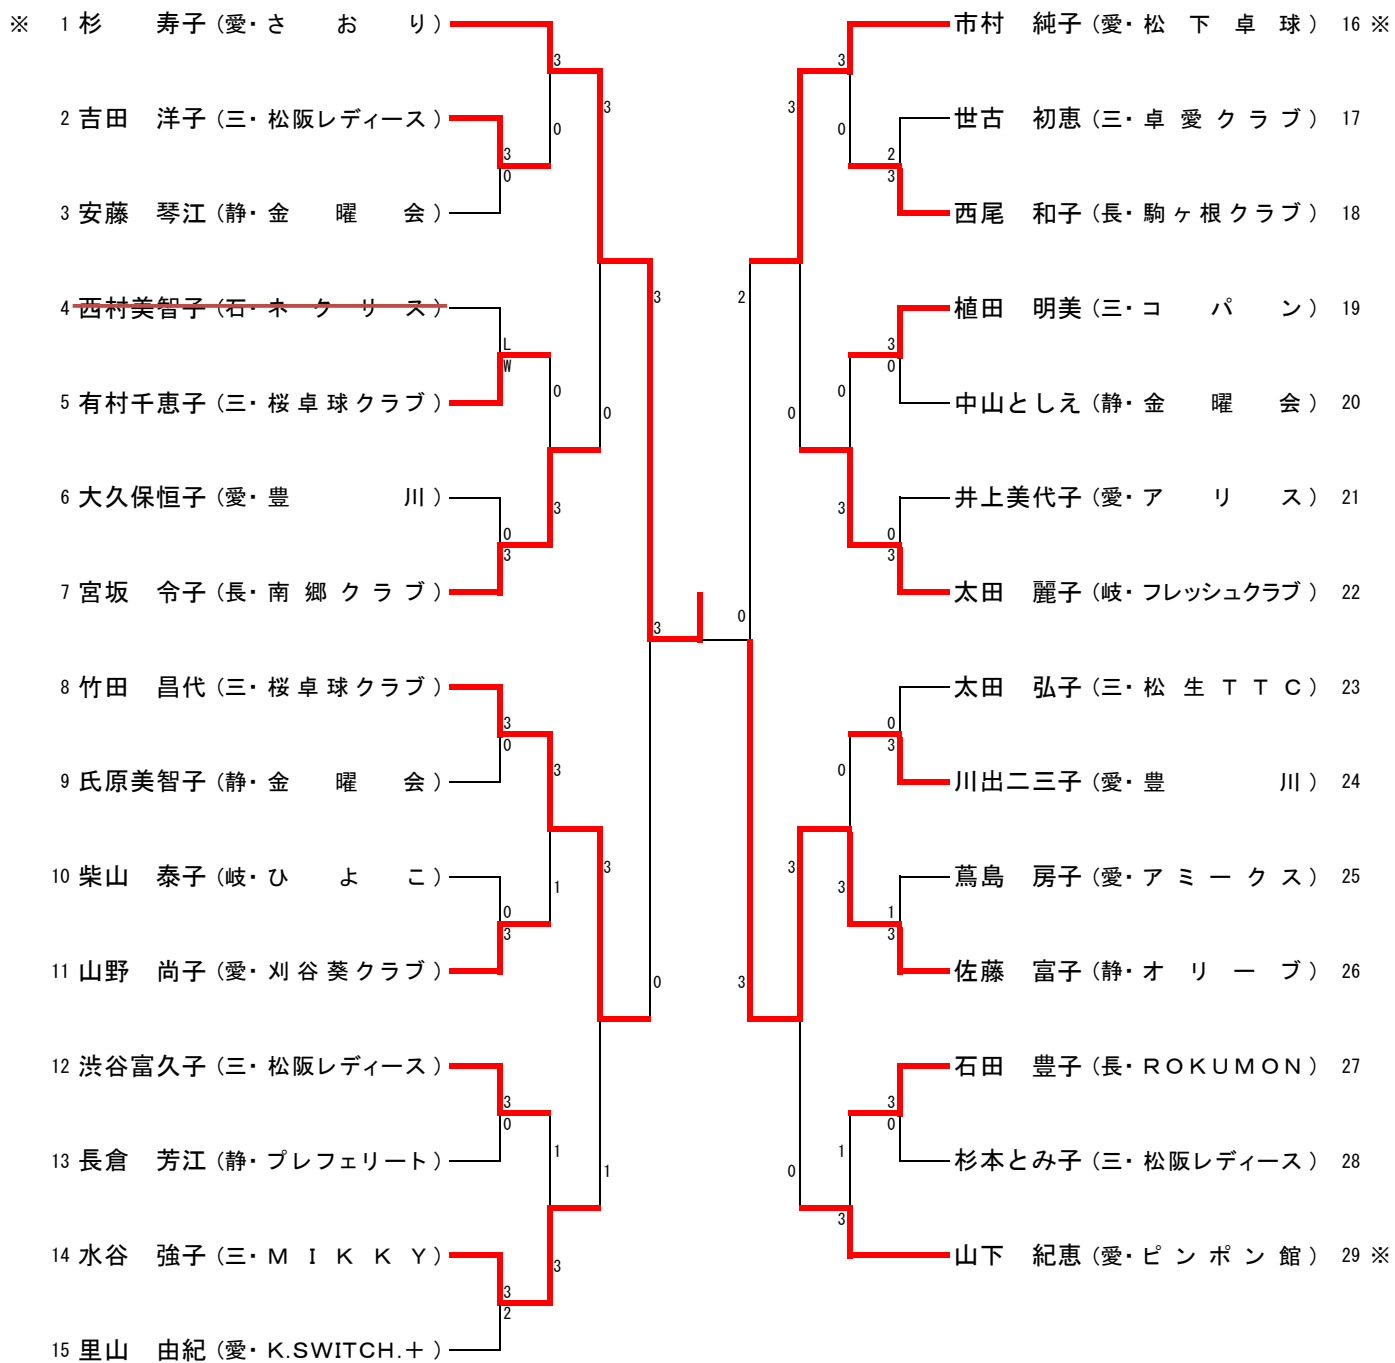 ※ 1 杉 寿子 (愛・さおり)
3
0
3
2 吉田 洋子 (三・松阪レディース)
3
0
3 安藤 琴江 (静・金曜会)
3
4 西村美智子 (石・ネクリス)
L
W
0
0
5 有村千恵子 (三・桜卓球クラブ)
6 大久保恒子 (愛・豊川)
0
3
3
7 宮坂 令子 (長・南郷クラブ)
3
8 竹田 昌代 (三・桜卓球クラブ)
3
0
3
9 氏原美智子 (静・金曜会)
3
10 柴山 泰子 (岐・ひよこ)
0
3
1
11 山野 尚子 (愛・刈谷葵クラブ)
0
12 渋谷富久子 (三・松阪レディース)
3
0
1
1
13 長倉 芳江 (静・プレフェリート)
14 水谷 強子 (三・MIKKY)
3
2
3
15 里山 由紀 (愛・K.SWITCH.+)
市村 純子 (愛・松下卓球) 16 ※
3
0
3
世古 初恵 (三・卓愛クラブ) 17
2
3
西尾 和子 (長・駒ヶ根クラブ) 18
2
植田 明美 (三・コパン) 19
3
0
0
0
中山としえ (静・金曜会) 20
井上美代子 (愛・アリス) 21
0
3
3
太田 麗子 (岐・フレッシュクラブ) 22
0
太田 弘子 (三・松生TTC) 23
0
3
0
川出二三子 (愛・豊川) 24
3
蔦島 房子 (愛・アミークス) 25
1
3
3
佐藤 富子 (静・オリーブ) 26
3
石田 豊子 (長・ROKUMON) 27
3
0
1
0
杉本とみ子 (三・松阪レディース) 28
3
山下 紀恵 (愛・ピンポン館) 29 ※